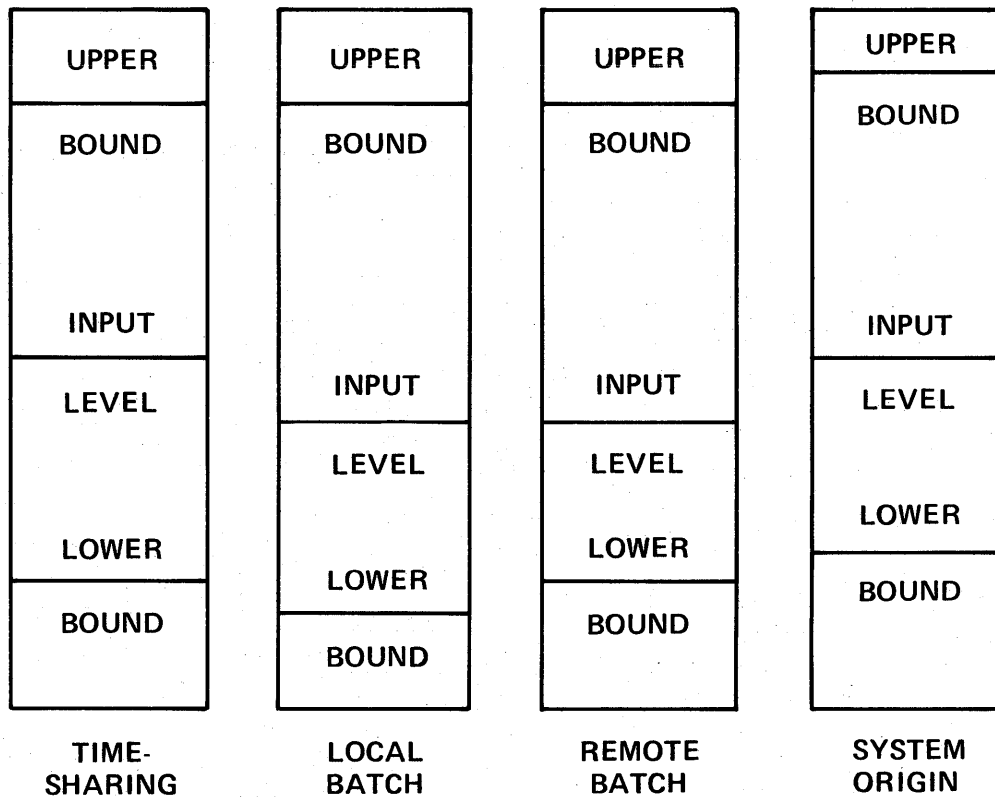 UPPER
BOUND
INPUT
LEVEL
LOWER
BOUND
TIME-
SHARING
UPPER
BOUND
INPUT
LEVEL
LOWER
BOUND
LOCAL
BATCH
UPPER
BOUND
INPUT
LEVEL
LOWER
BOUND
REMOTE
BATCH
UPPER
BOUND
INPUT
LEVEL
LOWER
BOUND
SYSTEM
ORIGIN